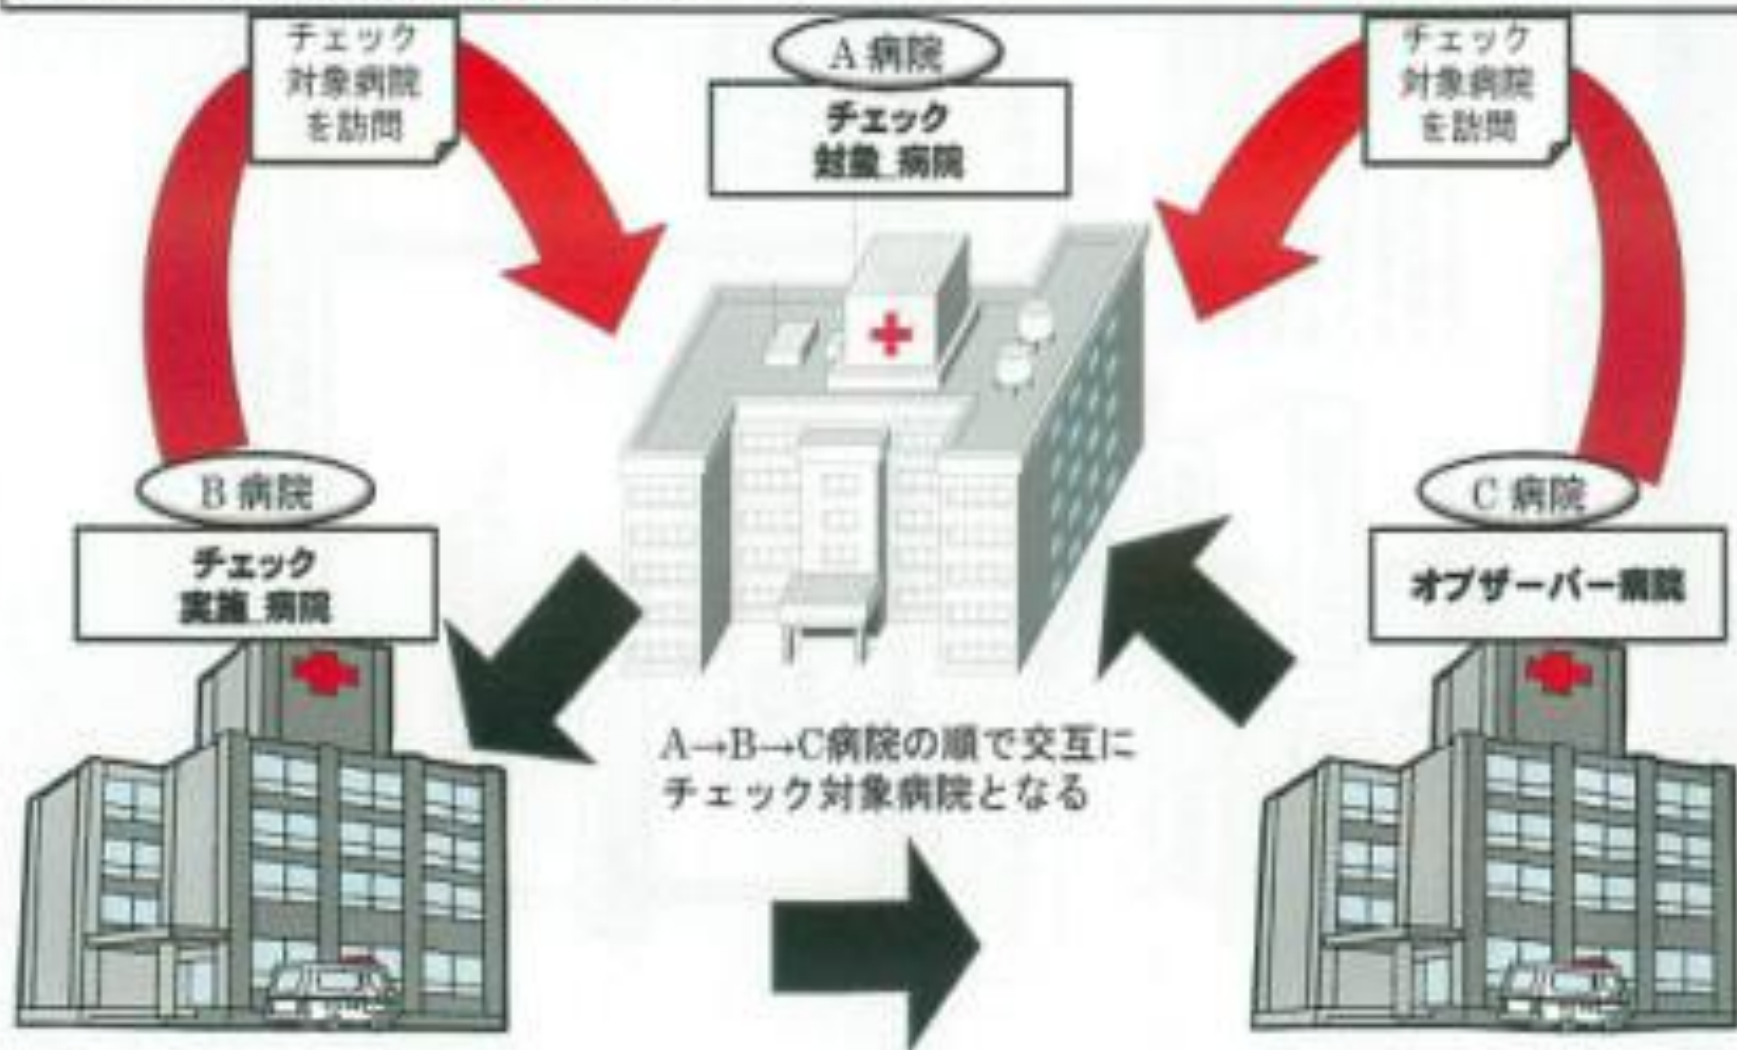 チェック
対象病院
を訪問
A 病院
チェック
対象_病院
チェック
対象病院
を訪問
B 病院
チェック
実施_病院
C 病院
オブザーバー病院
A→B→C病院の順で交互に
チェック対象病院となる